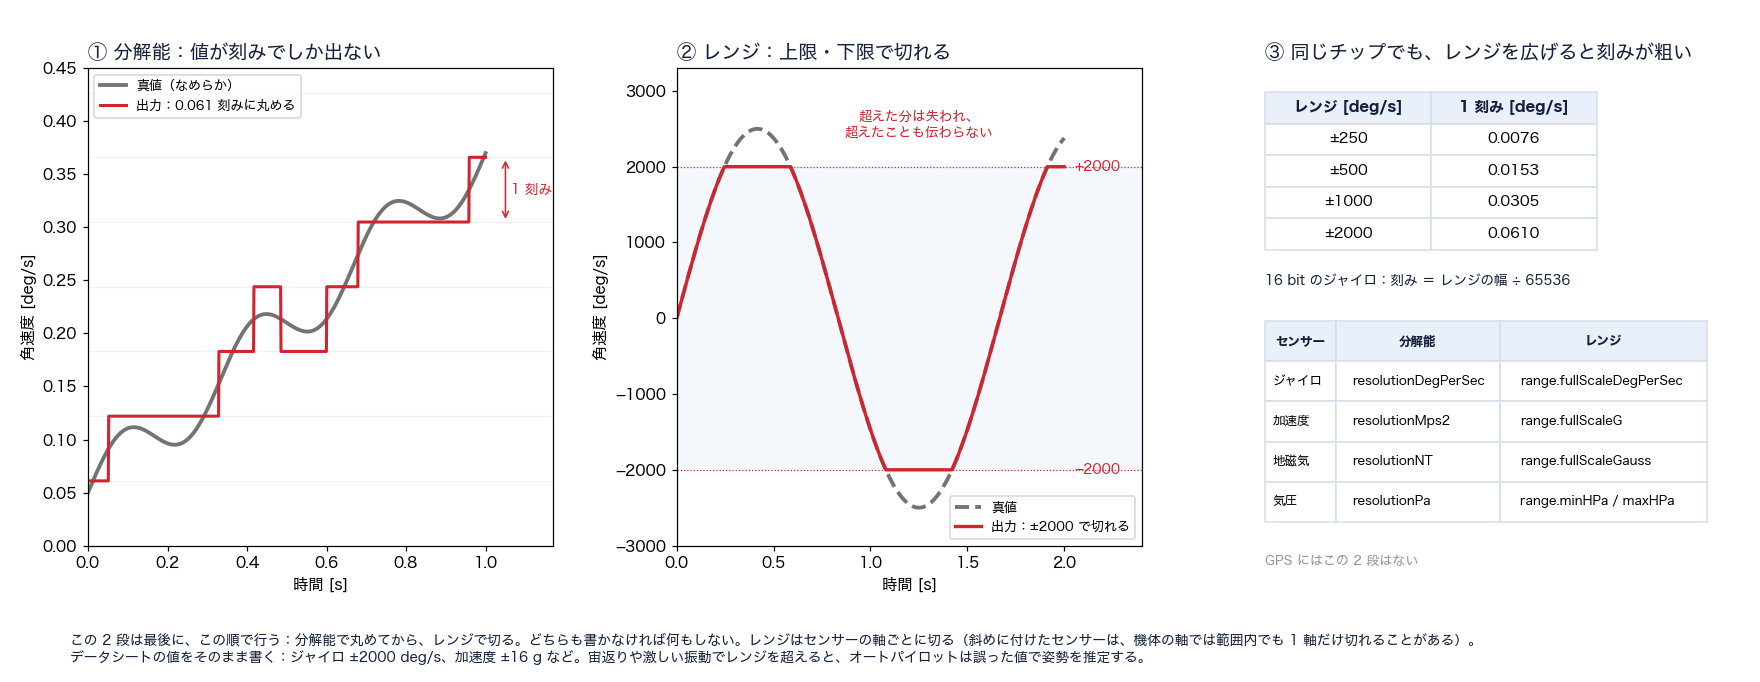 ① 分解能：値が刻みでしか出ない
0.45
0.40
0.35
0.30
0.25
0.20
0.15
0.10
0.05
0.00
角速度 [deg/s]
真値（なめらか）
出力：0.061 刻みに丸める
1 刻み
0.0 0.2 0.4 0.6 0.8 1.0
時間 [s]
② レンジ：上限・下限で切れる
3000
2000
1000
0
−1000
−2000
−3000
角速度 [deg/s]
超えた分は失われ、
超えたことも伝わらない
+2000
−2000
真値
出力：±2000 で切れる
0.0 0.5 1.0 1.5 2.0
時間 [s]
③ 同じチップでも、レンジを広げると刻みが粗い
レンジ [deg/s] 1 刻み [deg/s]
±250 0.0076
±500 0.0153
±1000 0.0305
±2000 0.0610
16 bit のジャイロ：刻み ＝ レンジの幅 ÷ 65536
センサー 分解能 レンジ
ジャイロ resolutionDegPerSec range.fullScaleDegPerSec
加速度 resolutionMps2 range.fullScaleG
地磁気 resolutionNT range.fullScaleGauss
気圧 resolutionPa range.minHPa / maxHPa
GPS にはこの 2 段はない
この 2 段は最後に、この順で行う：分解能で丸めてから、レンジで切る。どちらも書かなければ何もしない。レンジはセンサーの軸ごとに切る（斜めに付けたセンサーは、機体の軸では範囲内でも 1 軸だけ切れることがある）。
データシートの値をそのまま書く：ジャイロ ±2000 deg/s、加速度 ±16 g など。宙返りや激しい振動でレンジを超えると、オートパイロットは誤った値で姿勢を推定する。